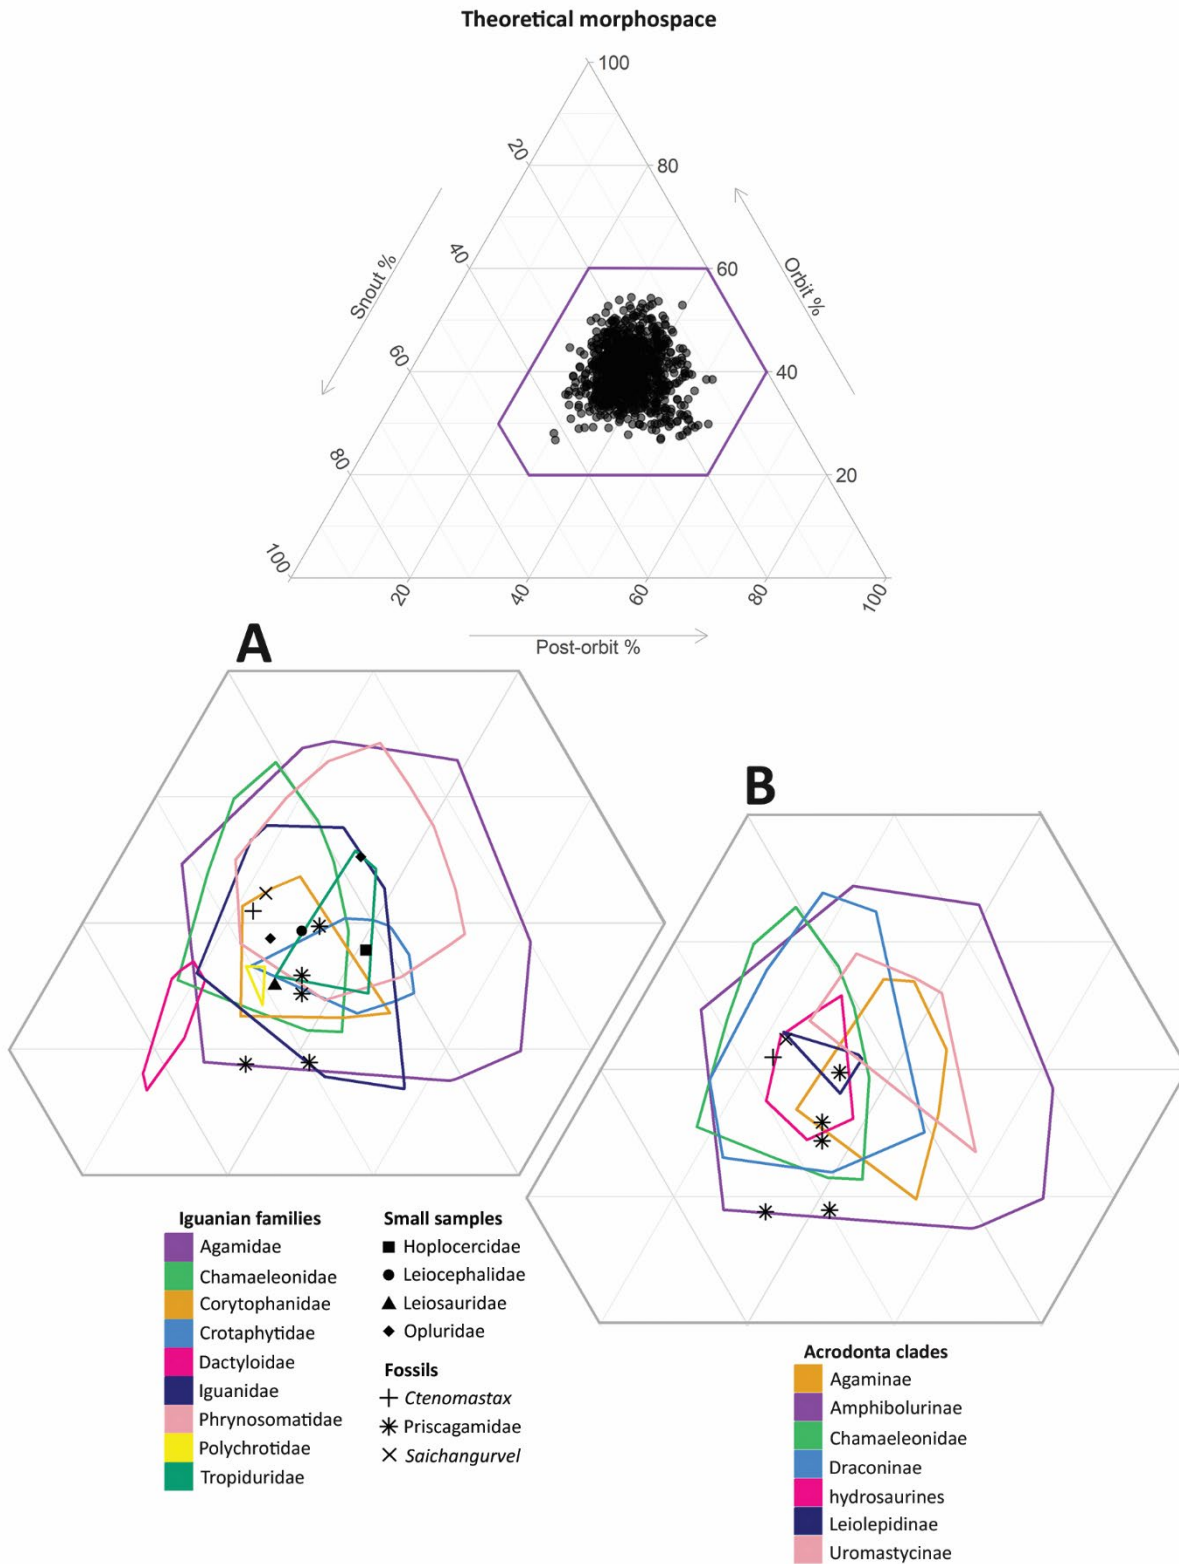 Theoretical morphospace
100
20
80
40
60
Snout %
Orbit %
60
40
80
20
100
20
40
60
80
100
Post-orbit %
A
B
Iguanian families
Agamidae
Chamaeleonidae
Corytophanidae
Crotaphytidae
Dactyloidae
Iguanidae
Phrynosomatidae
Polychrotidae
Tropiduridae
Small samples
Hoplocercidae
Leiocephalidae
Leiosauridae
Opluridae
Fossils
Ctenomastax
Priscagamidae
Saichangurvel
Acrodonta clades
Agaminae
Amphibolurinae
Chamaeleonidae
Draconinae
hydrosaurines
Leiolepidinae
Uromastycinae